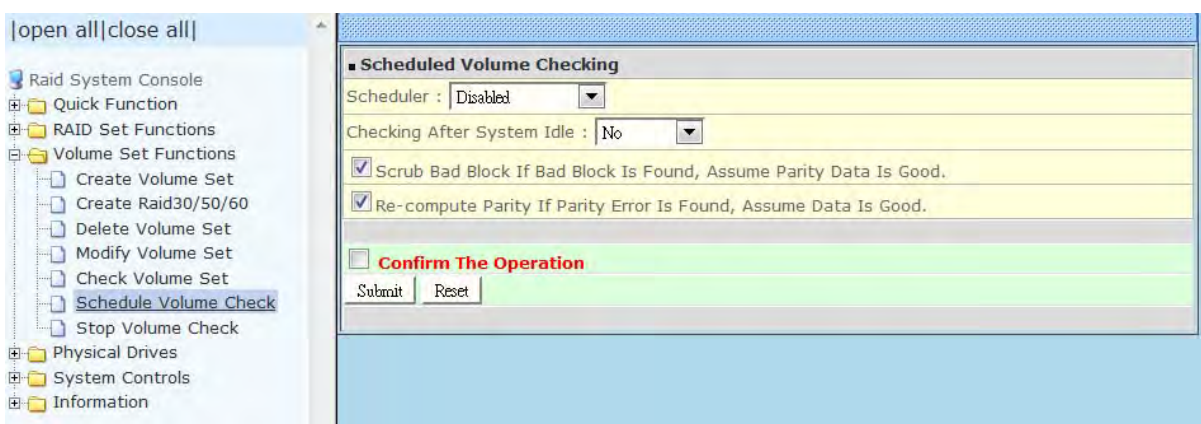 |open all|close all|
Raid System Console
Quick Function
RAID Set Functions
Volume Set Functions
Create Volume Set
Create Raid30/50/60
Delete Volume Set
Modify Volume Set
Check Volume Set
Schedule Volume Check
Stop Volume Check
Physical Drives
System Controls
Information
Scheduled Volume Checking
Scheduler : Disabled
Checking After System Idle : No
Scrub Bad Block If Bad Block Is Found, Assume Parity Data Is Good.
Re-compute Parity If Parity Error Is Found, Assume Data Is Good.
Confirm The Operation
Submit Reset